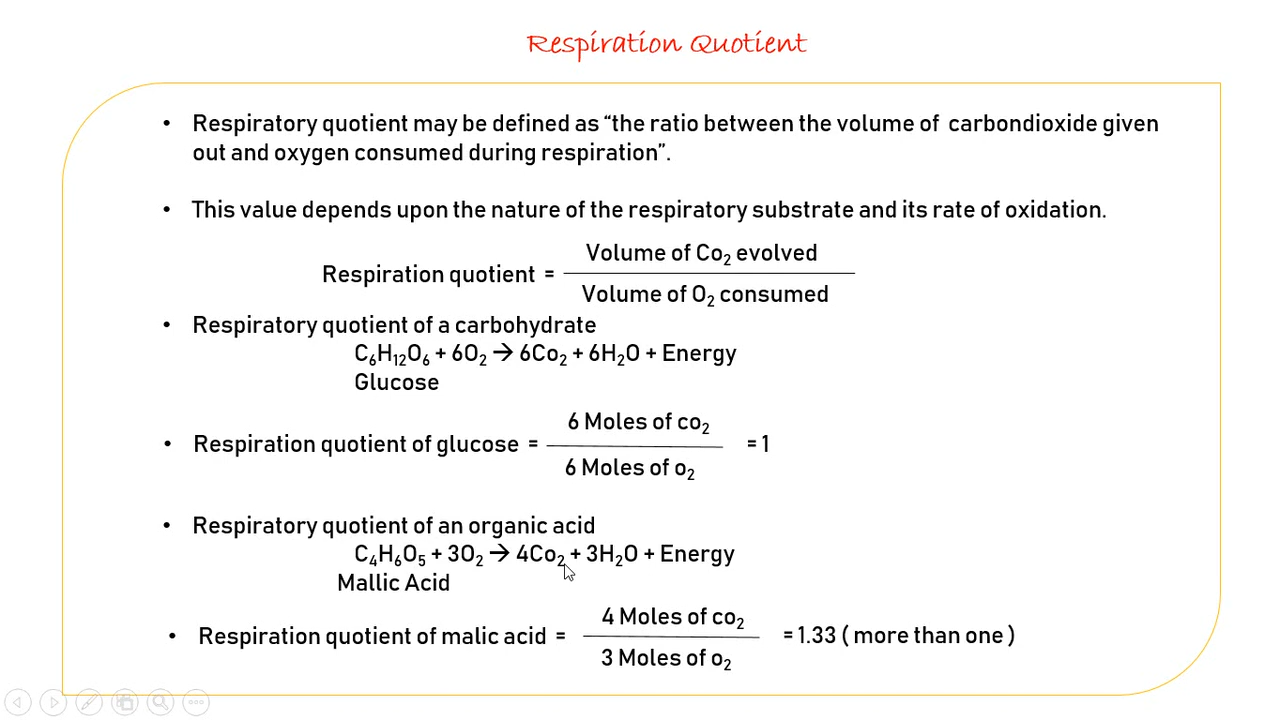 Respiration Quotient
• Respiratory quotient may be defined as “the ratio between the volume of carbondioxide given
out and oxygen consumed during respiration”.
• This value depends upon the nature of the respiratory substrate and its rate of oxidation.
Volume of Co₂ evolved
Respiration quotient =
Volume of O₂ consumed
• Respiratory quotient of a carbohydrate
C₆H₁₂O₆ + 6O₂ → 6Co₂ + 6H₂O + Energy
Glucose
6 Moles of co₂
• Respiration quotient of glucose = = 1
6 Moles of o₂
• Respiratory quotient of an organic acid
C₄H₆O₅ + 3O₂ → 4Co₂ + 3H₂O + Energy
Mallic Acid
4 Moles of co₂
• Respiration quotient of malic acid = = 1.33 ( more than one )
3 Moles of o₂